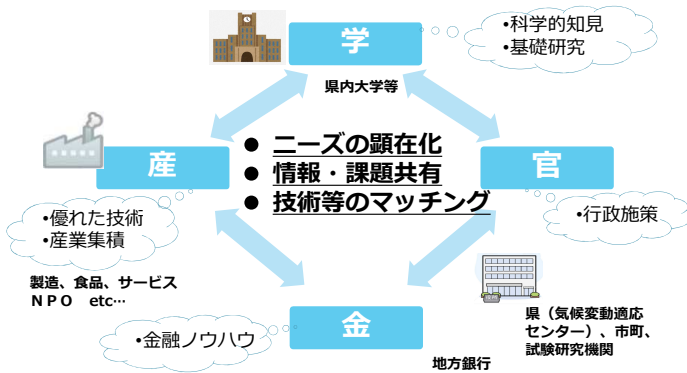 学
•科学的知見
•基礎研究
県内大学等
産
● ニーズの顕在化
● 情報・課題共有
● 技術等のマッチング
官
•優れた技術
•産業集積
•行政施策
製造、食品、サービス
ＮＰＯ　etc…
金
•金融ノウハウ
地方銀行
県（気候変動適応
センター）、市町、
試験研究機関